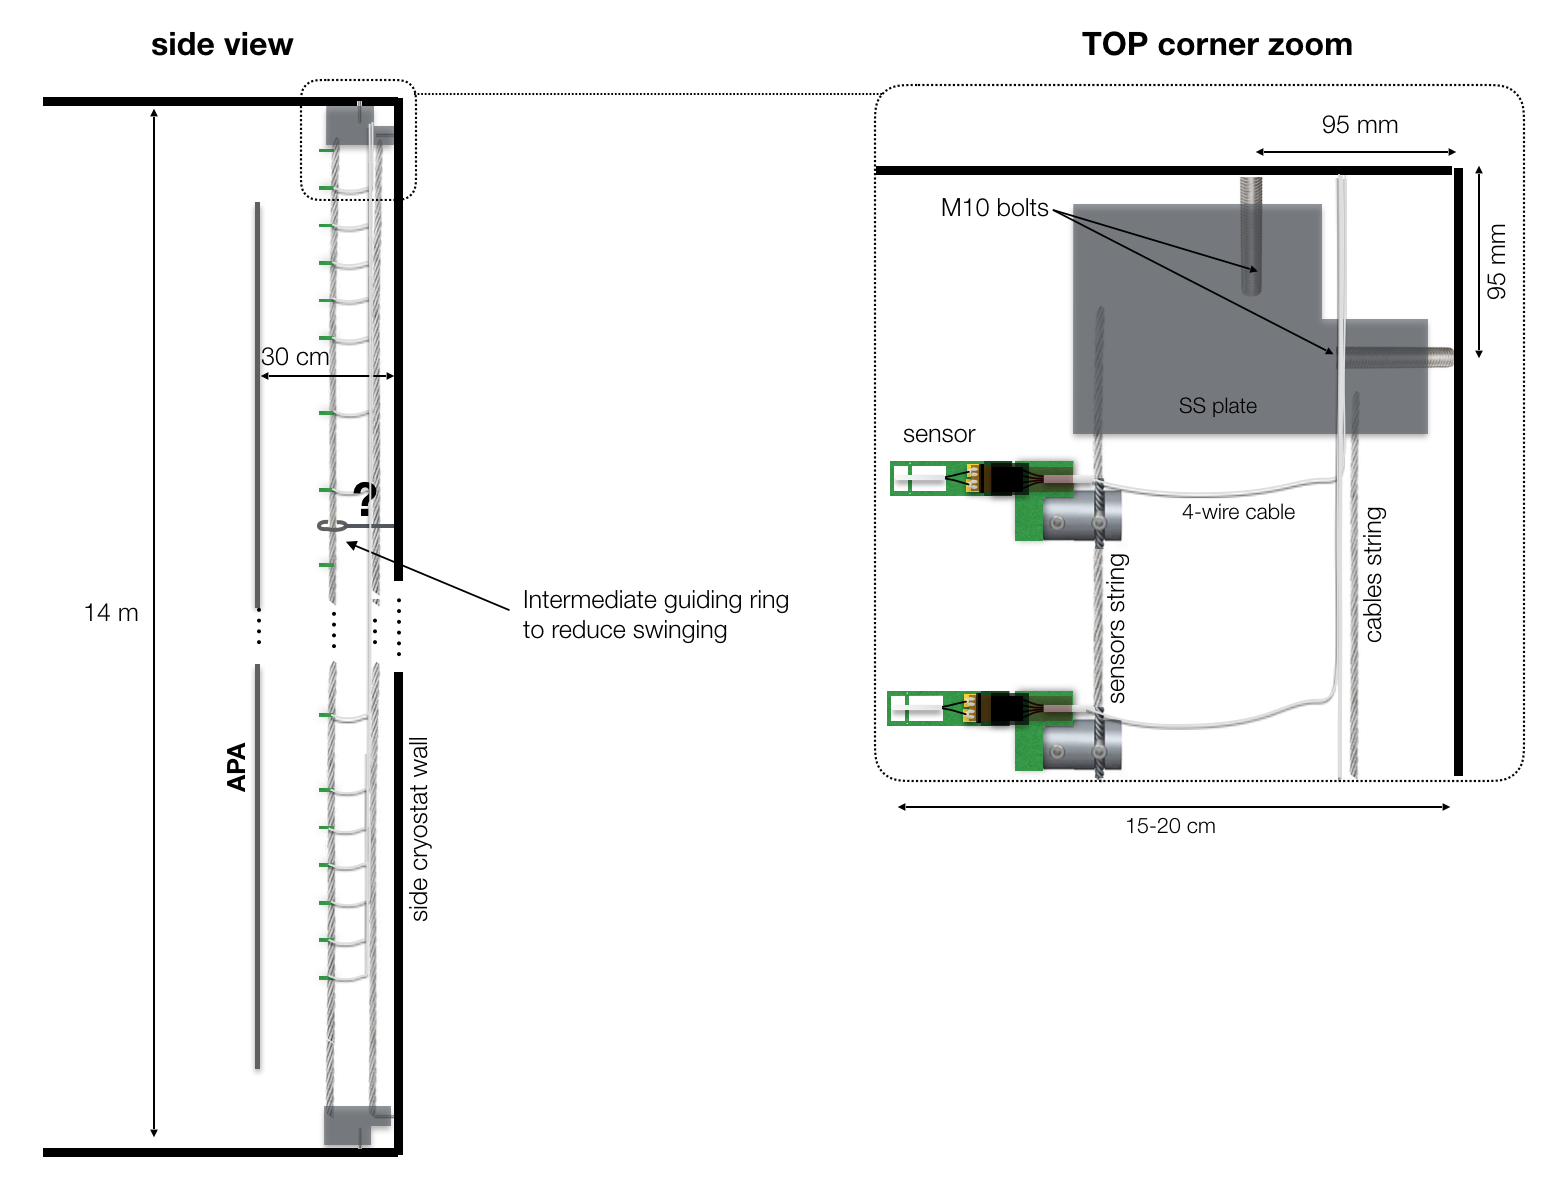 side view
TOP corner zoom
95 mm
M10 bolts
95 mm
SS plate
30 cm
sensor
?
4-wire cable
sensors string
cables string
Intermediate guiding ring
to reduce swinging
14 m
APA
side cryostat wall
15-20 cm